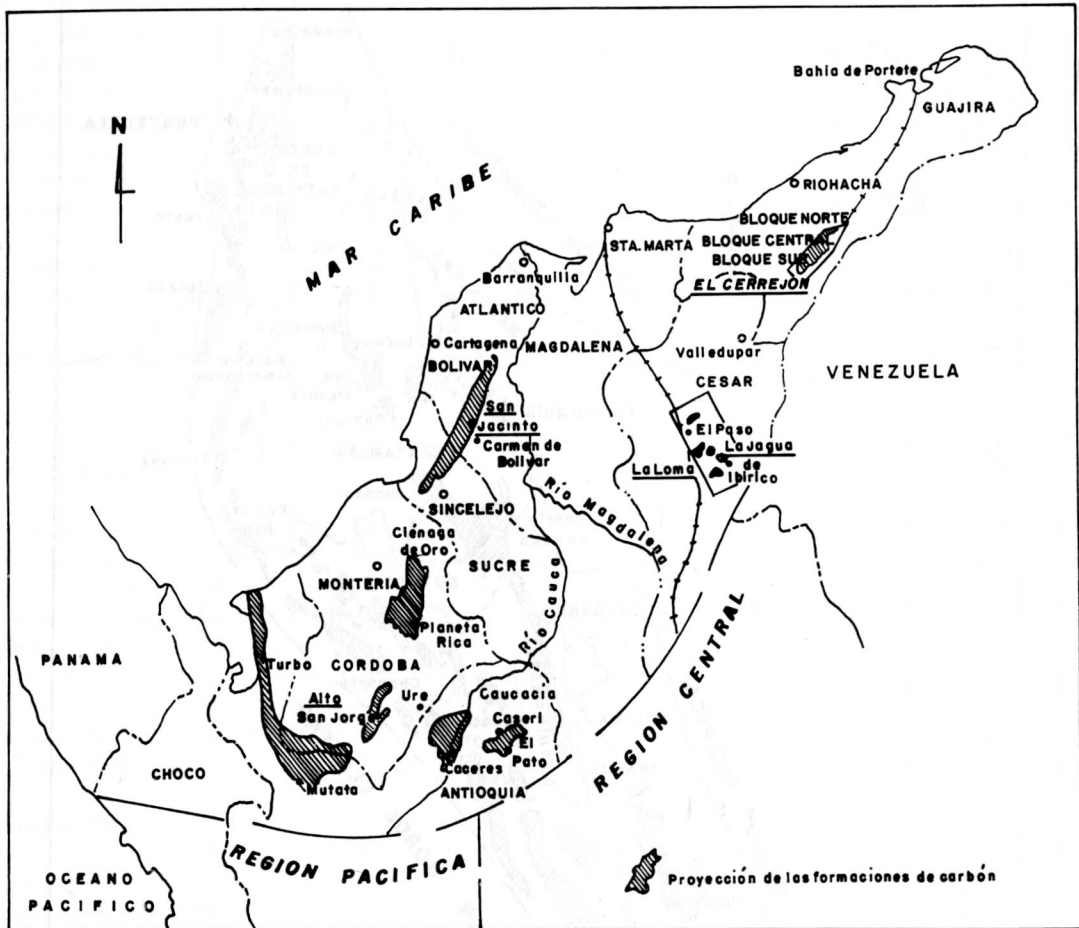 Bahia de Portete
GUAJIRA
N
MAR CARIBE
RIOHACHA
BLOQUE NORTE
STA. MARTA
BLOQUE CENTRAL
BLOQUE SUR
EL CERREJON
Barranquilla
ATLANTICO
Cartagena
MAGDALENA
BOLIVAR
Valledupar
VENEZUELA
CESAR
San
Jacinto
Carmen de
Bolivar
El Paso
La Jagua
de
Ibirico
La Loma
SINCELEJO
Río Magdalena
Ciénaga
de Oro
SUCRE
MONTERIA
Río Cauca
Planeta
Rica
PANAMA
Turbo
CORDOBA
Alto
San Jorge
Ure
Caucacia
Caseri
El
Pato
Caceres
CHOCO
Mutata
ANTIOQUIA
REGION CENTRAL
REGION PACIFICA
OCEANO
PACIFICO
Proyección de las formaciones de carbón